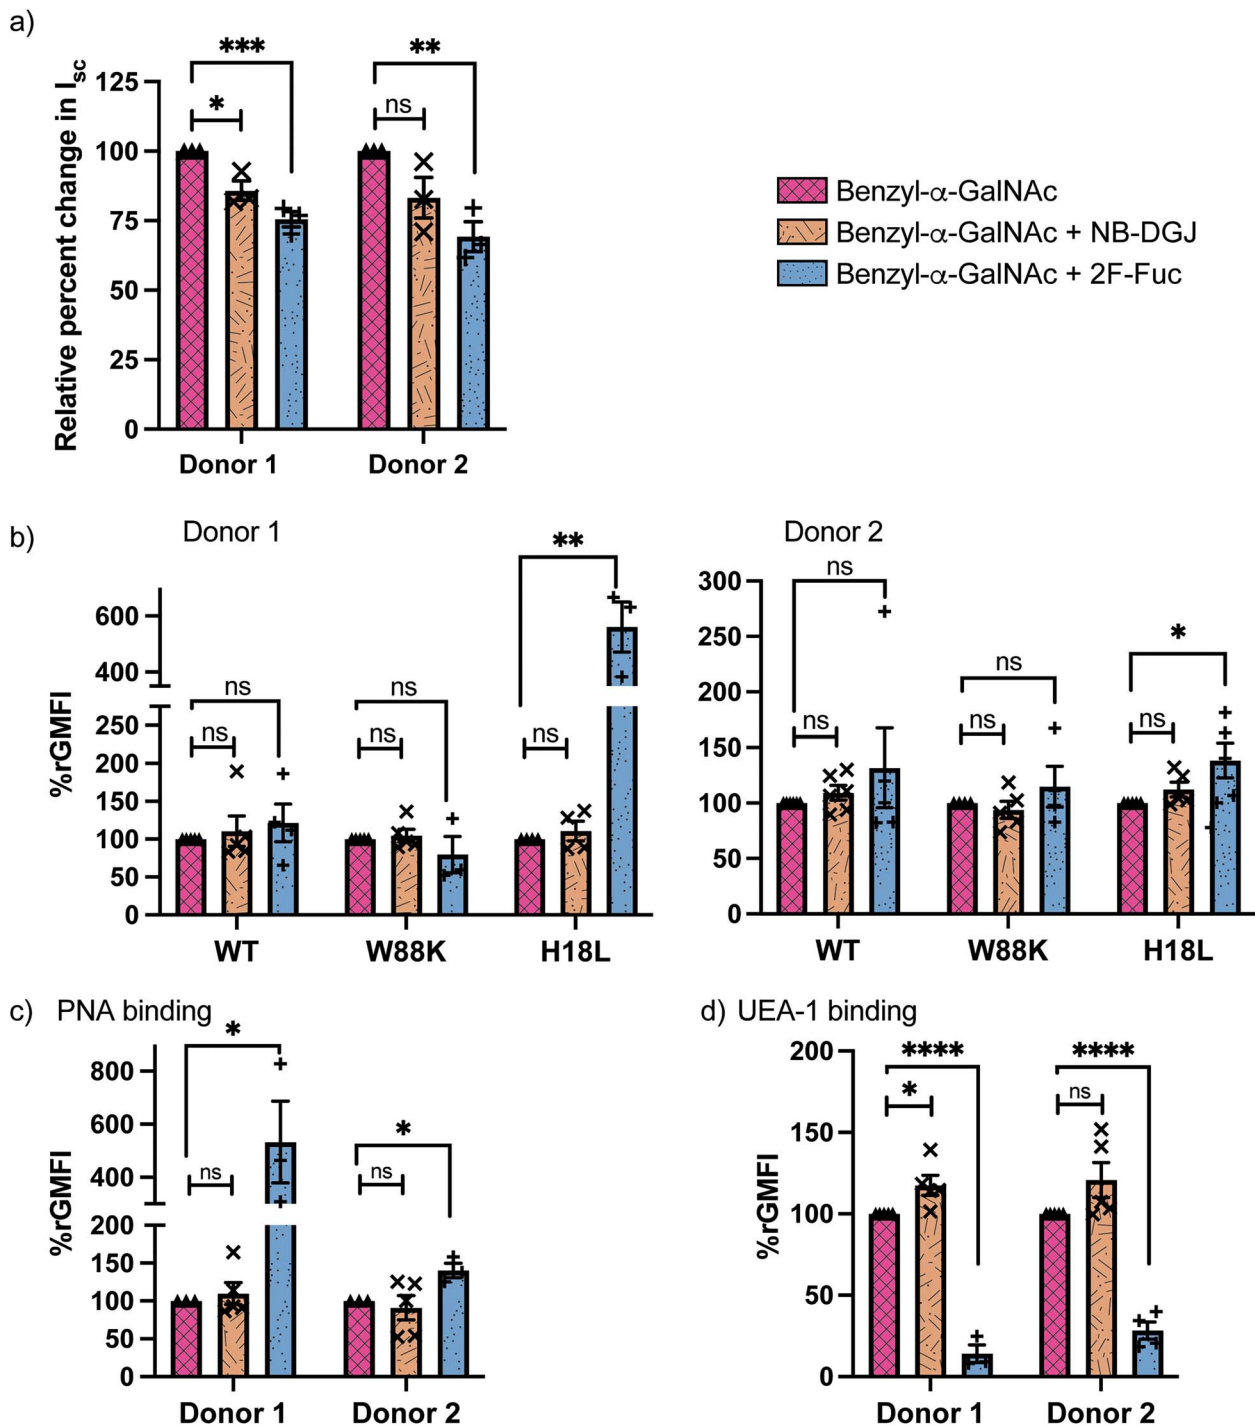 a)
***
**
*
ns
125
100
75
50
25
0
Relative percent change in Isc
Donor 1
Donor 2
Benzyl-α-GalNAc
Benzyl-α-GalNAc + NB-DGJ
Benzyl-α-GalNAc + 2F-Fuc
b)
Donor 1
**
ns
ns
ns
ns
ns
600
400
250
200
150
100
50
0
%rGMFI
WT
W88K
H18L
Donor 2
ns
ns
*
ns
ns
ns
300
250
200
150
100
50
0
WT
W88K
H18L
c) PNA binding
*
*
ns
ns
800
600
400
200
150
100
50
0
%rGMFI
Donor 1
Donor 2
d) UEA-1 binding
****
****
*
ns
200
150
100
50
0
%rGMFI
Donor 1
Donor 2